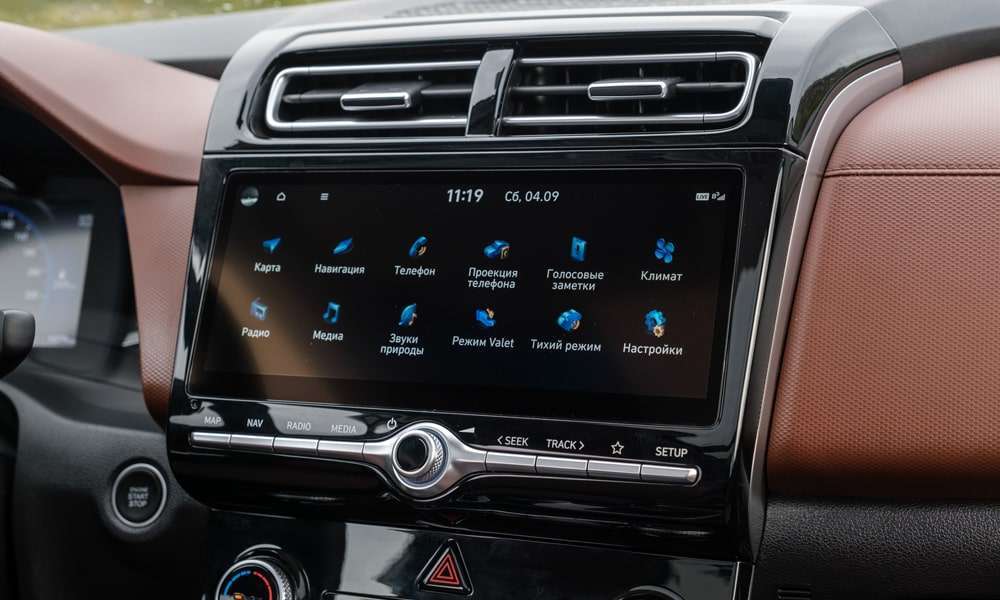 11:19 Сб, 04.09 LIVE
Карта
Навигация
Телефон
Проекция
телефона
Голосовые
заметки
Климат
Радио
Медиа
Звуки
природы
Режим Valet
Тихий режим
Настройки
MAP NAV RADIO MEDIA < SEEK TRACK > SETUP
ENGINE
START
STOP